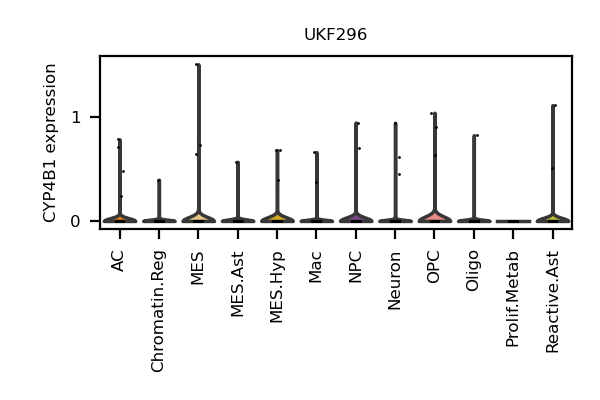 UKF296
CYP4B1 expression
1
0
AC
Chromatin.Reg
MES
MES.Ast
MES.Hyp
Mac
NPC
Neuron
OPC
Oligo
Prolif.Metab
Reactive.Ast